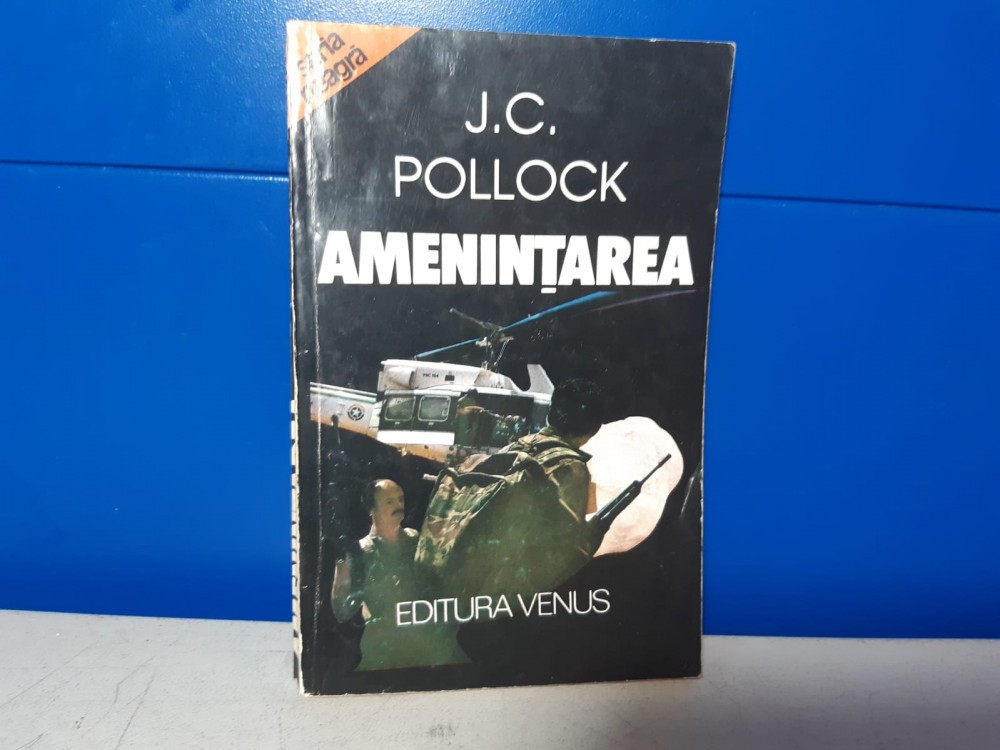 seria
neagră
J.C.
POLLOCK
AMENINȚAREA
EDITURA VENUS